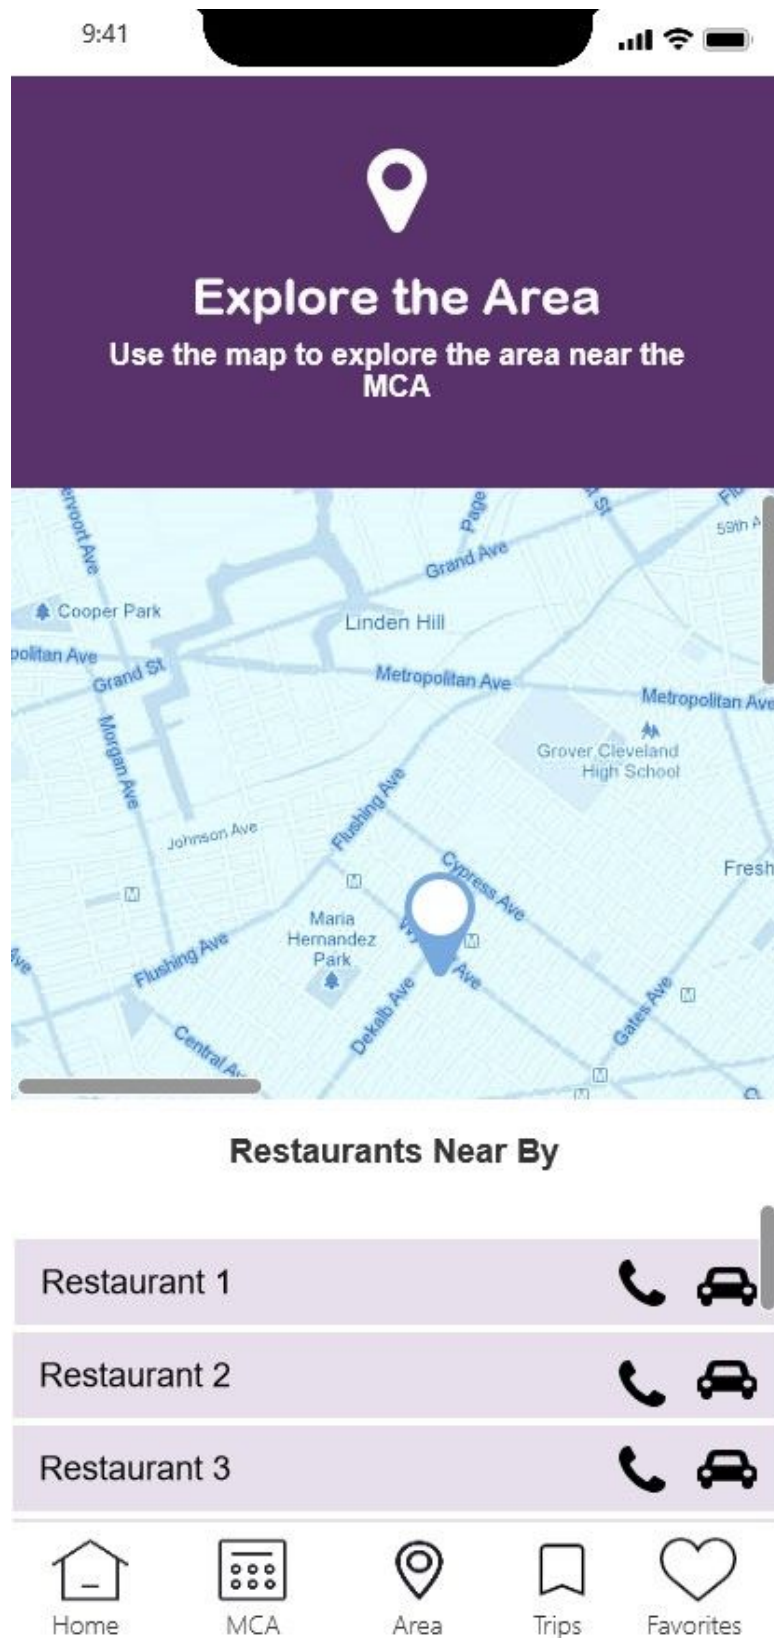 9:41
Explore the Area
Use the map to explore the area near the
MCA
ervoort Ave
Page
t St
59th A
Grand Ave
Cooper Park
Linden Hill
politan Ave
Grand St
Metropolitan Ave
Metropolitan Ave
Morgan Ave
Grover Cleveland
High School
Flushing Ave
Johnson Ave
Cypress Ave
Fresh
M
M
Maria
Hernandez
Park
Wy
Ave
M
Flushing Ave
Ave
Dekalb Ave
Gates Ave
M
Central Av
M
M
Restaurants Near By
Restaurant 1
Restaurant 2
Restaurant 3
Home
MCA
Area
Trips
Favorites